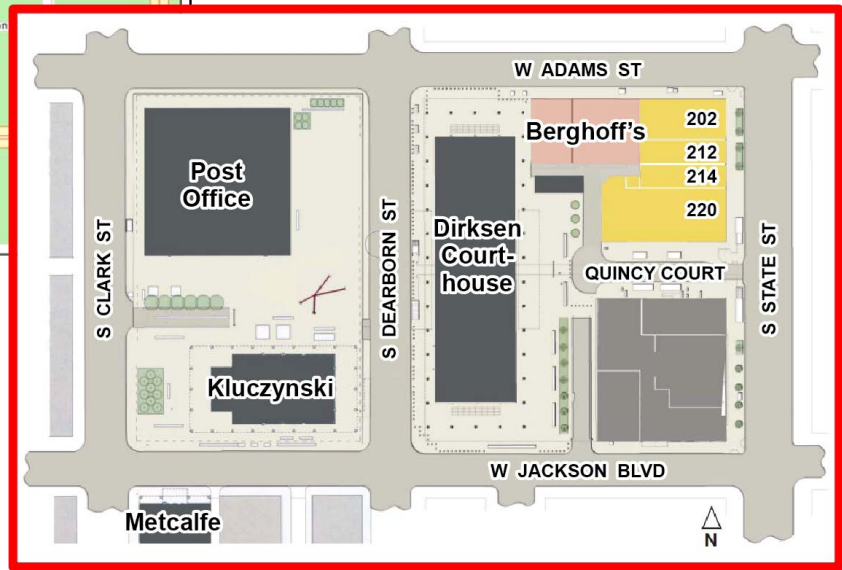 en
W ADAMS ST
Berghoff's
202
212
214
220
Post
Office
Dirksen
Court-
house
S CLARK ST
S DEARBORN ST
QUINCY COURT
S STATE ST
Kluczynski
W JACKSON BLVD
Metcalfe
N